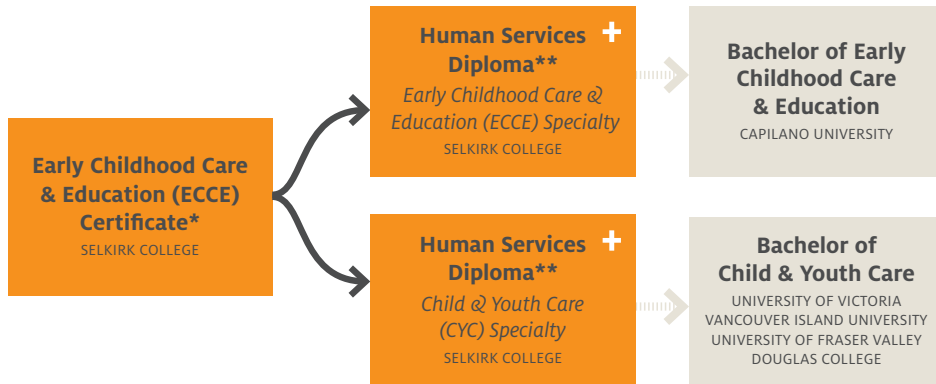 Early Childhood Care
& Education (ECCE)
Certificate*
SELKIRK COLLEGE
Human Services +
Diploma**
Early Childhood Care &
Education (ECCE) Specialty
SELKIRK COLLEGE
Bachelor of Early
Childhood Care
& Education
CAPILANO UNIVERSITY
Human Services +
Diploma**
Child & Youth Care
(CYC) Specialty
SELKIRK COLLEGE
Bachelor of
Child & Youth Care
UNIVERSITY OF VICTORIA
VANCOUVER ISLAND UNIVERSITY
UNIVERSITY OF FRASER VALLEY
DOUGLAS COLLEGE